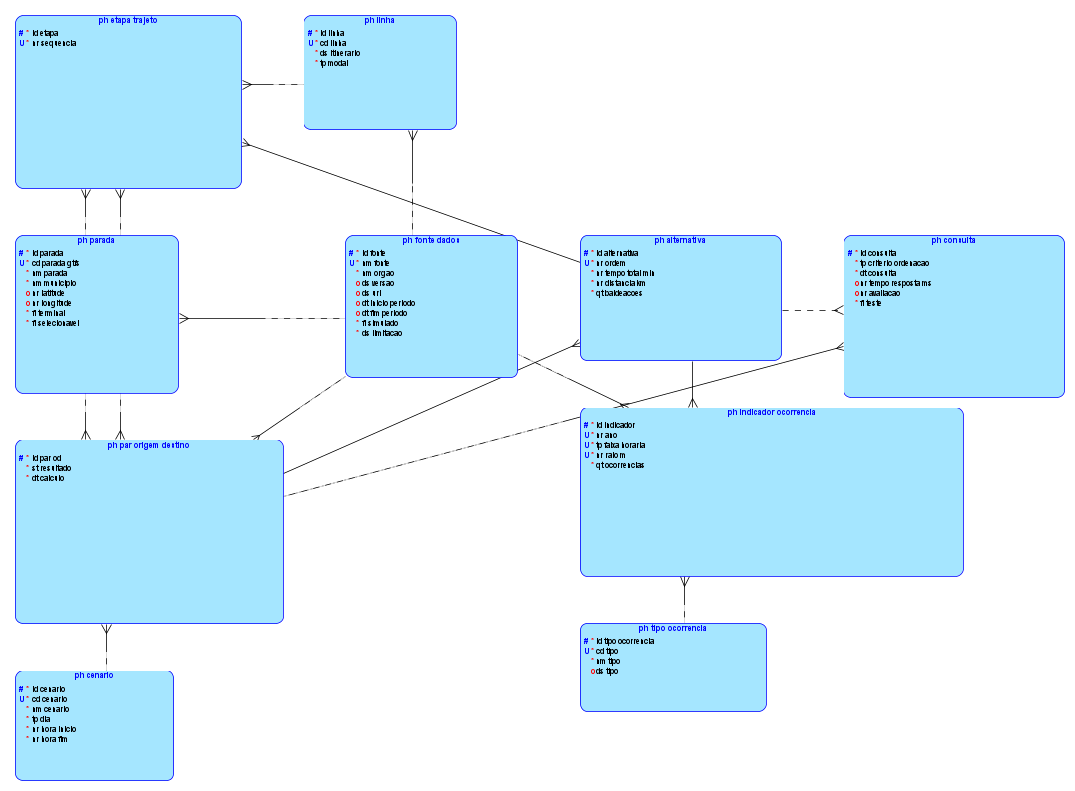 ph etapa trajeto
# * id etapa
U * nr sequencia
ph linha
# * id linha
U * cd linha
* ds itinerario
* tp modal
ph parada
# * id parada
U * cd parada gtfs
* nm parada
* nm municipio
o nr latitude
o nr longitude
* fl terminal
* fl selecionavel
ph fonte dados
# * id fonte
U * nm fonte
* nm orgao
o ds versao
o ds url
o dt inicio periodo
o dt fim periodo
* fl simulado
* ds limitacao
ph alternativa
# * id alternativa
U * nr ordem
* nr tempo total min
* nr distancia km
* qt baldeacoes
ph consulta
# * id consulta
* tp criterio ordenacao
* dt consulta
o nr tempo resposta ms
o nr avaliacao
* fl teste
ph par origem destino
# * id par od
* st resultado
* dt calculo
ph indicador ocorrencia
# * id indicador
U * nr ano
U * tp faixa horaria
U * nr raio m
* qt ocorrencias
ph cenario
# * id cenario
U * cd cenario
* nm cenario
* tp dia
* nr hora inicio
* nr hora fim
ph tipo ocorrencia
# * id tipo ocorrencia
U * cd tipo
* nm tipo
o ds tipo